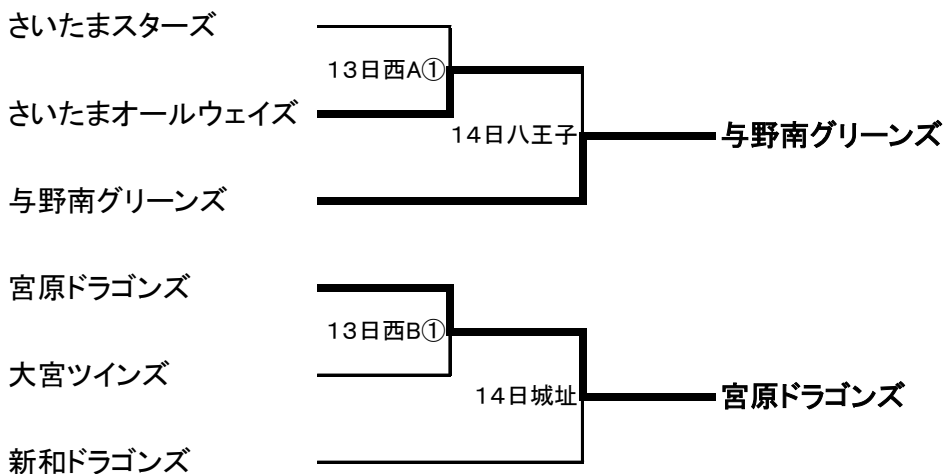 さいたまスターズ
13日西A①
さいたまオールウェイズ
14日八王子
与野南グリーンズ
与野南グリーンズ
宮原ドラゴンズ
13日西B①
大宮ツインズ
14日城址
宮原ドラゴンズ
新和ドラゴンズ